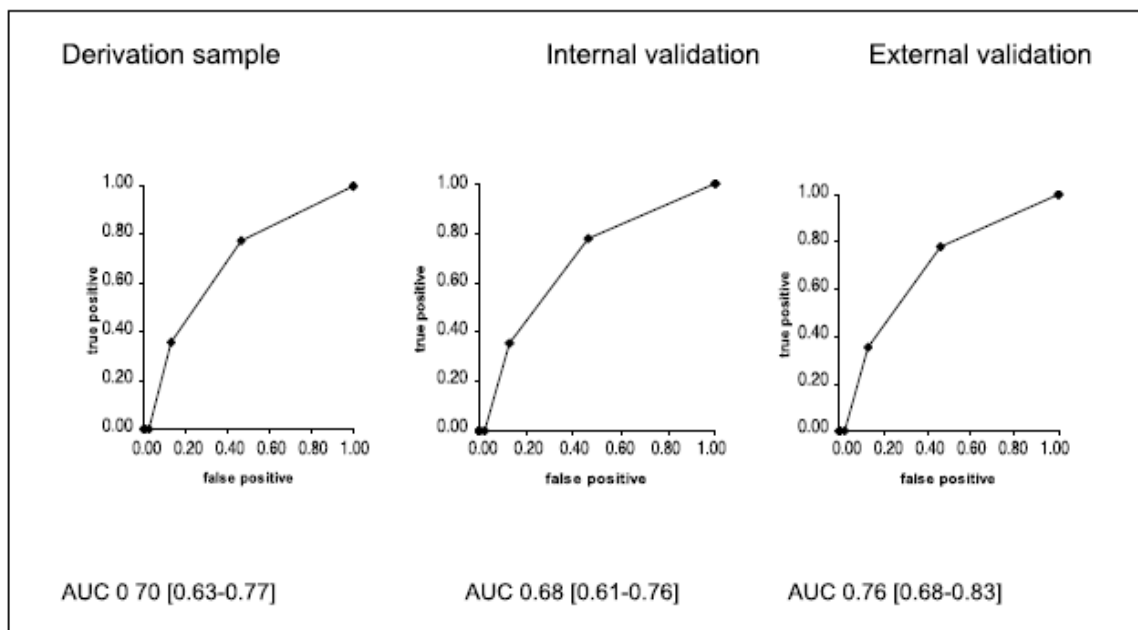 Derivation sample
Internal validation
External validation
1.00
0.80
0.60
0.40
0.20
0.00
true positive
0.00 0.20 0.40 0.60 0.80 1.00
false positive
1.00
0.80
0.60
0.40
0.20
0.00
true positive
0.00 0.20 0.40 0.60 0.80 1.00
false positive
1.00
0.80
0.60
0.40
0.20
0.00
true positive
0.00 0.20 0.40 0.60 0.80 1.00
false positive
AUC 0 70 [0.63-0.77]
AUC 0.68 [0.61-0.76]
AUC 0.76 [0.68-0.83]